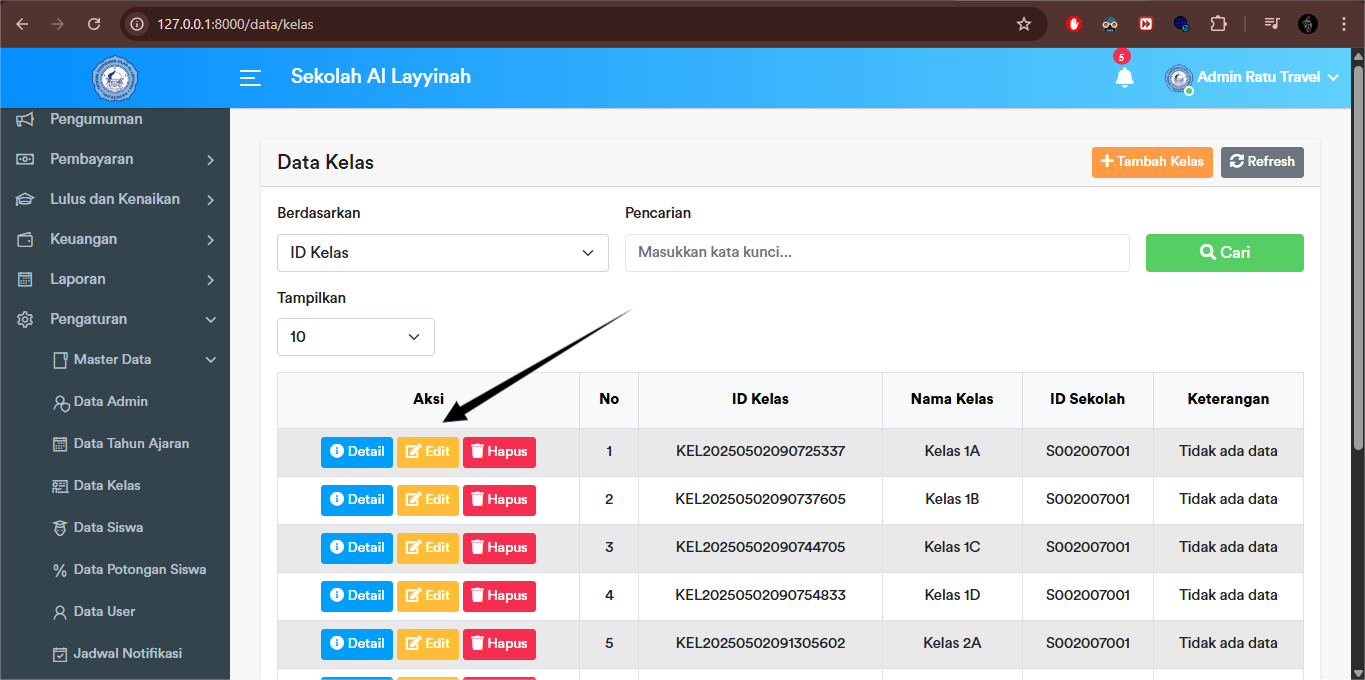 127.0.0.1:8000/data/kelas
Sekolah Al Layyinah
5
Admin Ratu Travel
Pengumuman
Pembayaran
Lulus dan Kenaikan
Keuangan
Laporan
Pengaturan
Master Data
Data Admin
Data Tahun Ajaran
Data Kelas
Data Siswa
Data Potongan Siswa
Data User
Jadwal Notifikasi
Data Kelas
Tambah Kelas Refresh
Berdasarkan Pencarian
ID Kelas Masukkan kata kunci... Cari
Tampilkan
10
Aksi No ID Kelas Nama Kelas ID Sekolah Keterangan
Detail Edit Hapus 1 KEL20250502090725337 Kelas 1A S002007001 Tidak ada data
Detail Edit Hapus 2 KEL20250502090737605 Kelas 1B S002007001 Tidak ada data
Detail Edit Hapus 3 KEL20250502090744705 Kelas 1C S002007001 Tidak ada data
Detail Edit Hapus 4 KEL20250502090754833 Kelas 1D S002007001 Tidak ada data
Detail Edit Hapus 5 KEL20250502091305602 Kelas 2A S002007001 Tidak ada data